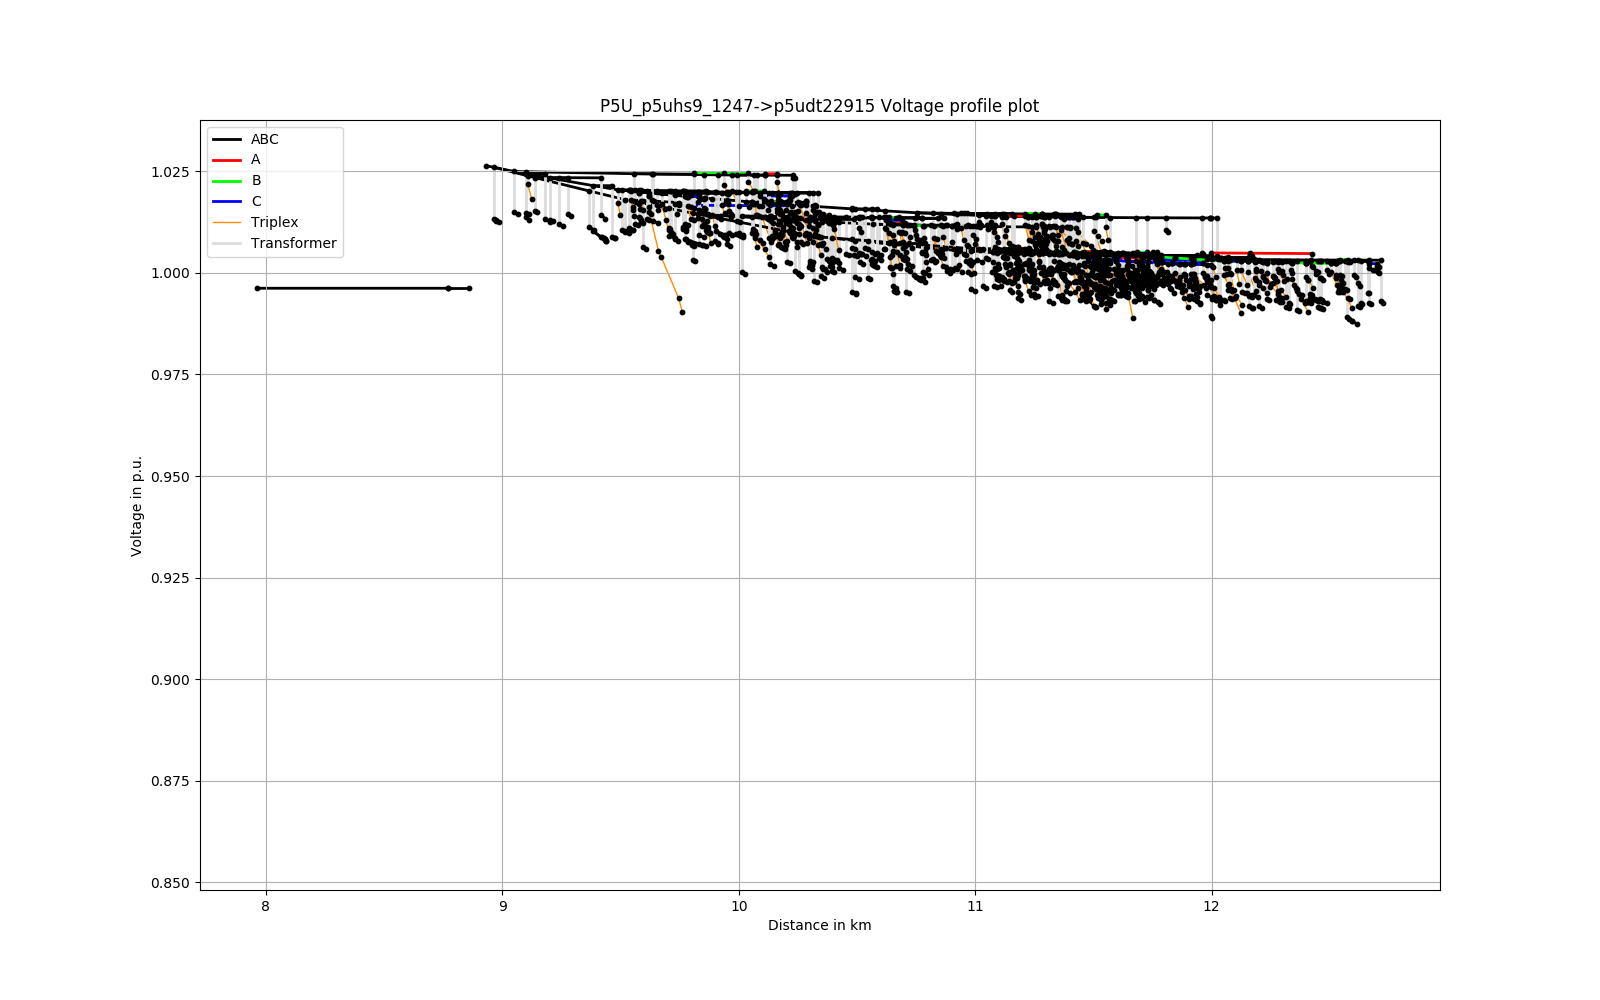 P5U_p5uhs9_1247->p5udt22915 Voltage profile plot
ABC
A
B
C
Triplex
Transformer
1.025
1.000
0.975
0.950
0.925
0.900
0.875
0.850
Voltage in p.u.
8 9 10 11 12
Distance in km